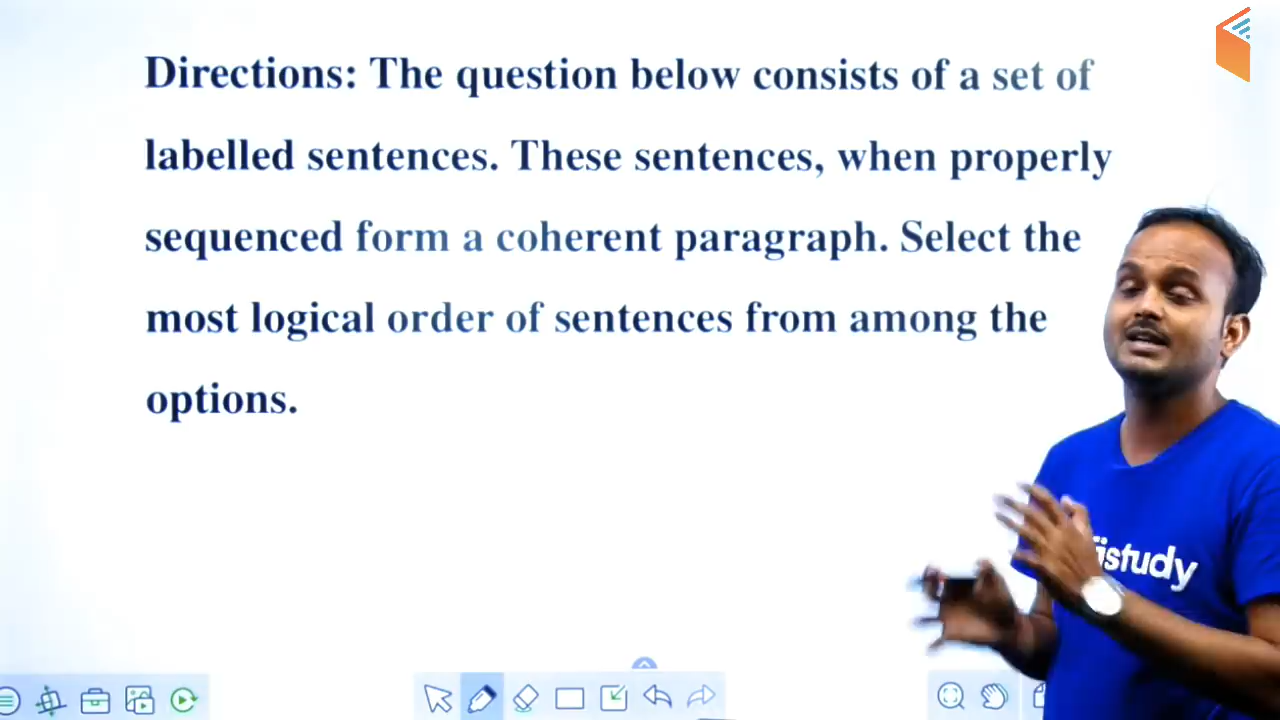 Directions: The question below consists of a set of
labelled sentences. These sentences, when properly
sequenced form a coherent paragraph. Select the
most logical order of sentences from among the
options.
istudy